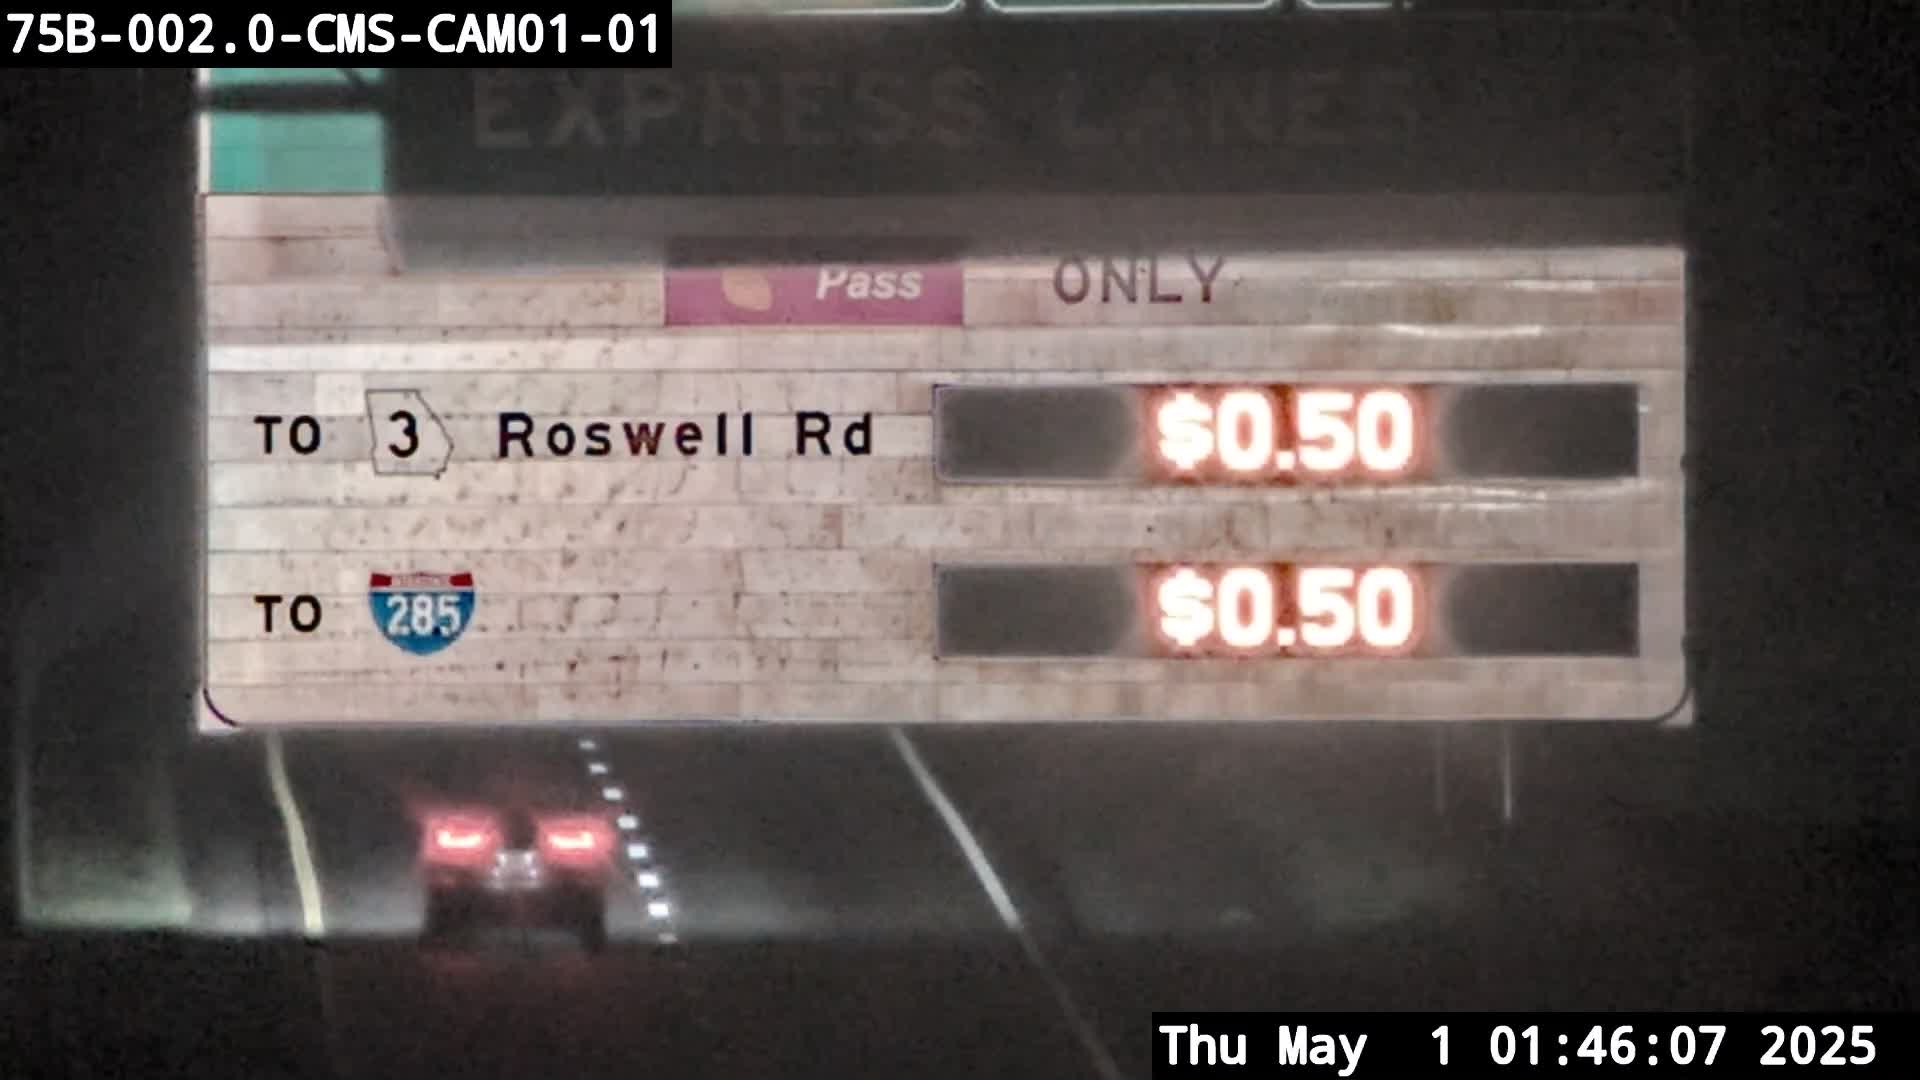 75B-002.0-CMS-CAM01-01
EXPRESS LANES
Pass ONLY
TO 3 Roswell Rd $0.50
TO 285 $0.50
Thu May 1 01:46:07 2025